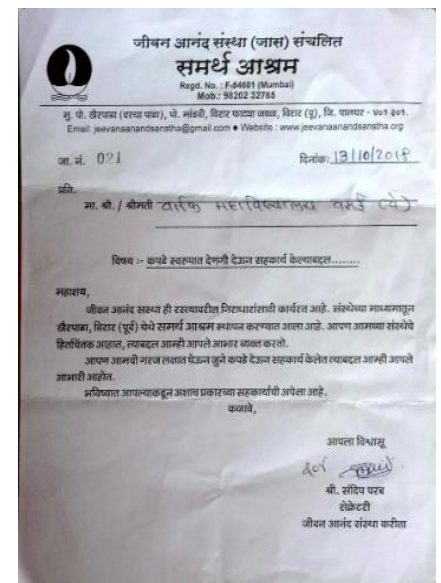 जीवन आनंद संस्था (जास) संचलित
समर्थ आश्रम
Regd. No. : F-54601 (Mumbai)
Mob.: 98202 32765
मु. पो. खैरपाडा (वरचा पाडा), पो. मांडवी, विरार फाट्या जवळ, विरार (पू), जि. पालघर - ४०१ ३०१.
Email: jeevanaanandsanstha@gmail.com ● Website : www.jeevanaanandsanstha.org
जा. नं. 021 दिनांक: 13/10/2018
प्रति.
मा. श्री. / श्रीमती वर्तक महाविद्यालय वसई (प)
विषय :- कपडे स्वरुपात देणगी देऊन सहकार्य केल्याबद्दल........
महाशय,
जीवन आनंद संस्था ही रस्त्यावरील निराधारांसाठी कार्यरत आहे. संस्थेच्या माध्यमातून
खैरपाडा, विरार (पूर्व) येथे समर्थ आश्रम स्थापन करण्यात आला आहे. आपण आमच्या संस्थेचे
हितचिंतक आहात, त्याबद्दल आम्ही आपले आभार व्यक्त करतो.
आपण आमची गरज लक्षात घेऊन जुने कपडे देऊन सहकार्य केलेत त्याबद्दल आम्ही आपले
आभारी आहोत.
भविष्यात आपल्याकडून अशाच प्रकारच्या सहकार्याची अपेक्षा आहे.
कळावे,
आपला विश्वासू
for
श्री. संदिप परब
सेक्रेटरी
जीवन आनंद संस्था करीता